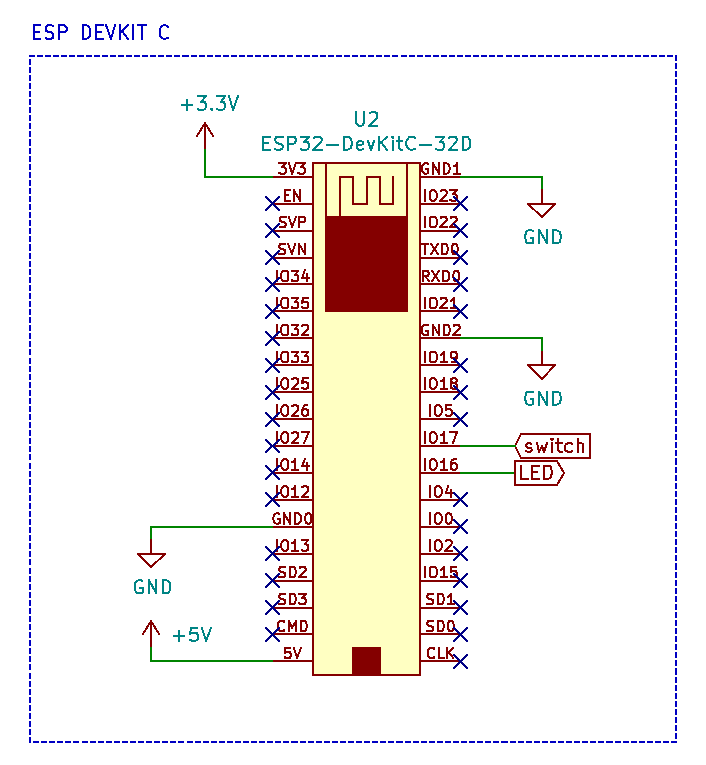 ESP DEVKIT C
+3.3V
U2
ESP32-DevKitC-32D
3V3 GND1
EN IO23
SVP IO22
GND
SVN TXD0
IO34 RXD0
IO35 IO21
IO32 GND2
IO33 IO19
IO25 IO18
GND
IO26 IO5
IO27 IO17 switch
IO14 IO16 LED
IO12 IO4
GND0 IO0
IO13 IO2
SD2 IO15
GND
SD3 SD1
CMD SD0
+5V
5V CLK